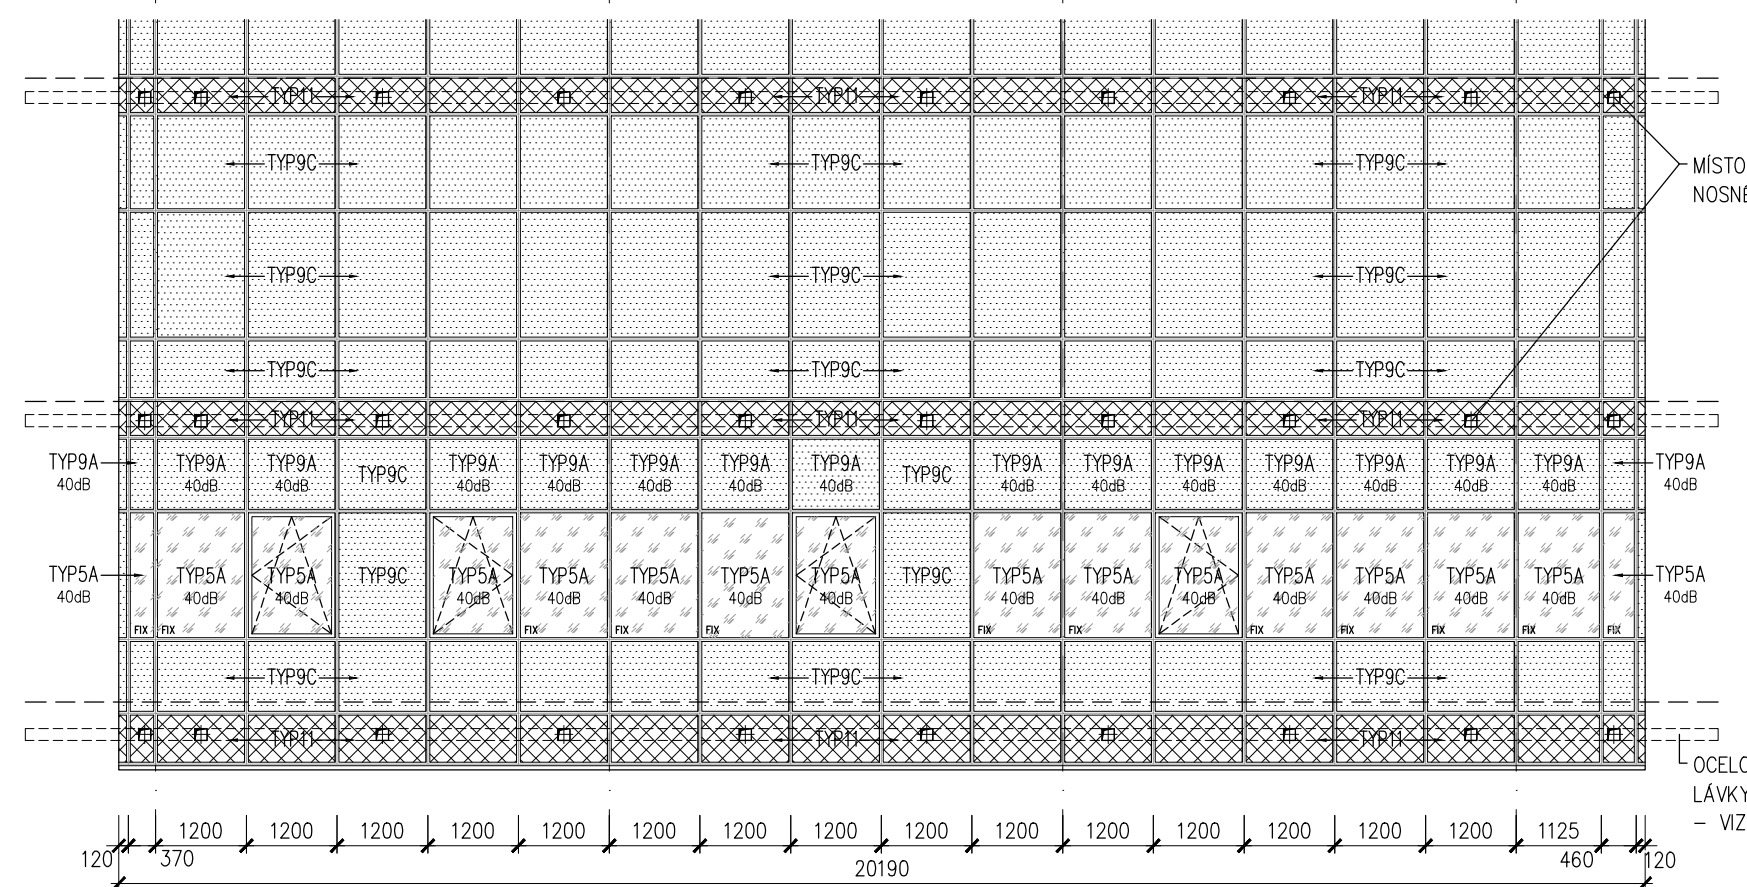 TYP11 TYP11 TYP11
TYP9C TYP9C TYP9C
MÍSTO
NOSNÉ
TYP9C TYP9C TYP9C
TYP9C TYP9C TYP9C
TYP11 TYP11 TYP11
TYP9A TYP9A TYP9A TYP9C TYP9A TYP9A TYP9A TYP9A TYP9A TYP9C TYP9A TYP9A TYP9A TYP9A TYP9A TYP9A TYP9A TYP9A
40dB 40dB 40dB 40dB 40dB 40dB 40dB 40dB 40dB 40dB 40dB 40dB 40dB 40dB 40dB 40dB
TYP5A TYP5A TYP5A TYP9C TYP5A TYP5A TYP5A TYP5A TYP5A TYP9C TYP5A TYP5A TYP5A TYP5A TYP5A TYP5A TYP5A TYP5A
40dB 40dB 40dB 40dB 40dB 40dB 40dB 40dB 40dB 40dB 40dB 40dB 40dB 40dB 40dB 40dB
FIX FIX FIX FIX FIX FIX FIX FIX FIX FIX FIX FIX
TYP9C TYP9C TYP9C
TYP11 TYP11 TYP11
OCELO
LÁVKY
– VIZ
1200 1200 1200 1200 1200 1200 1200 1200 1200 1200 1200 1200 1200 1200 1200 1125
120 370 20190 460 120